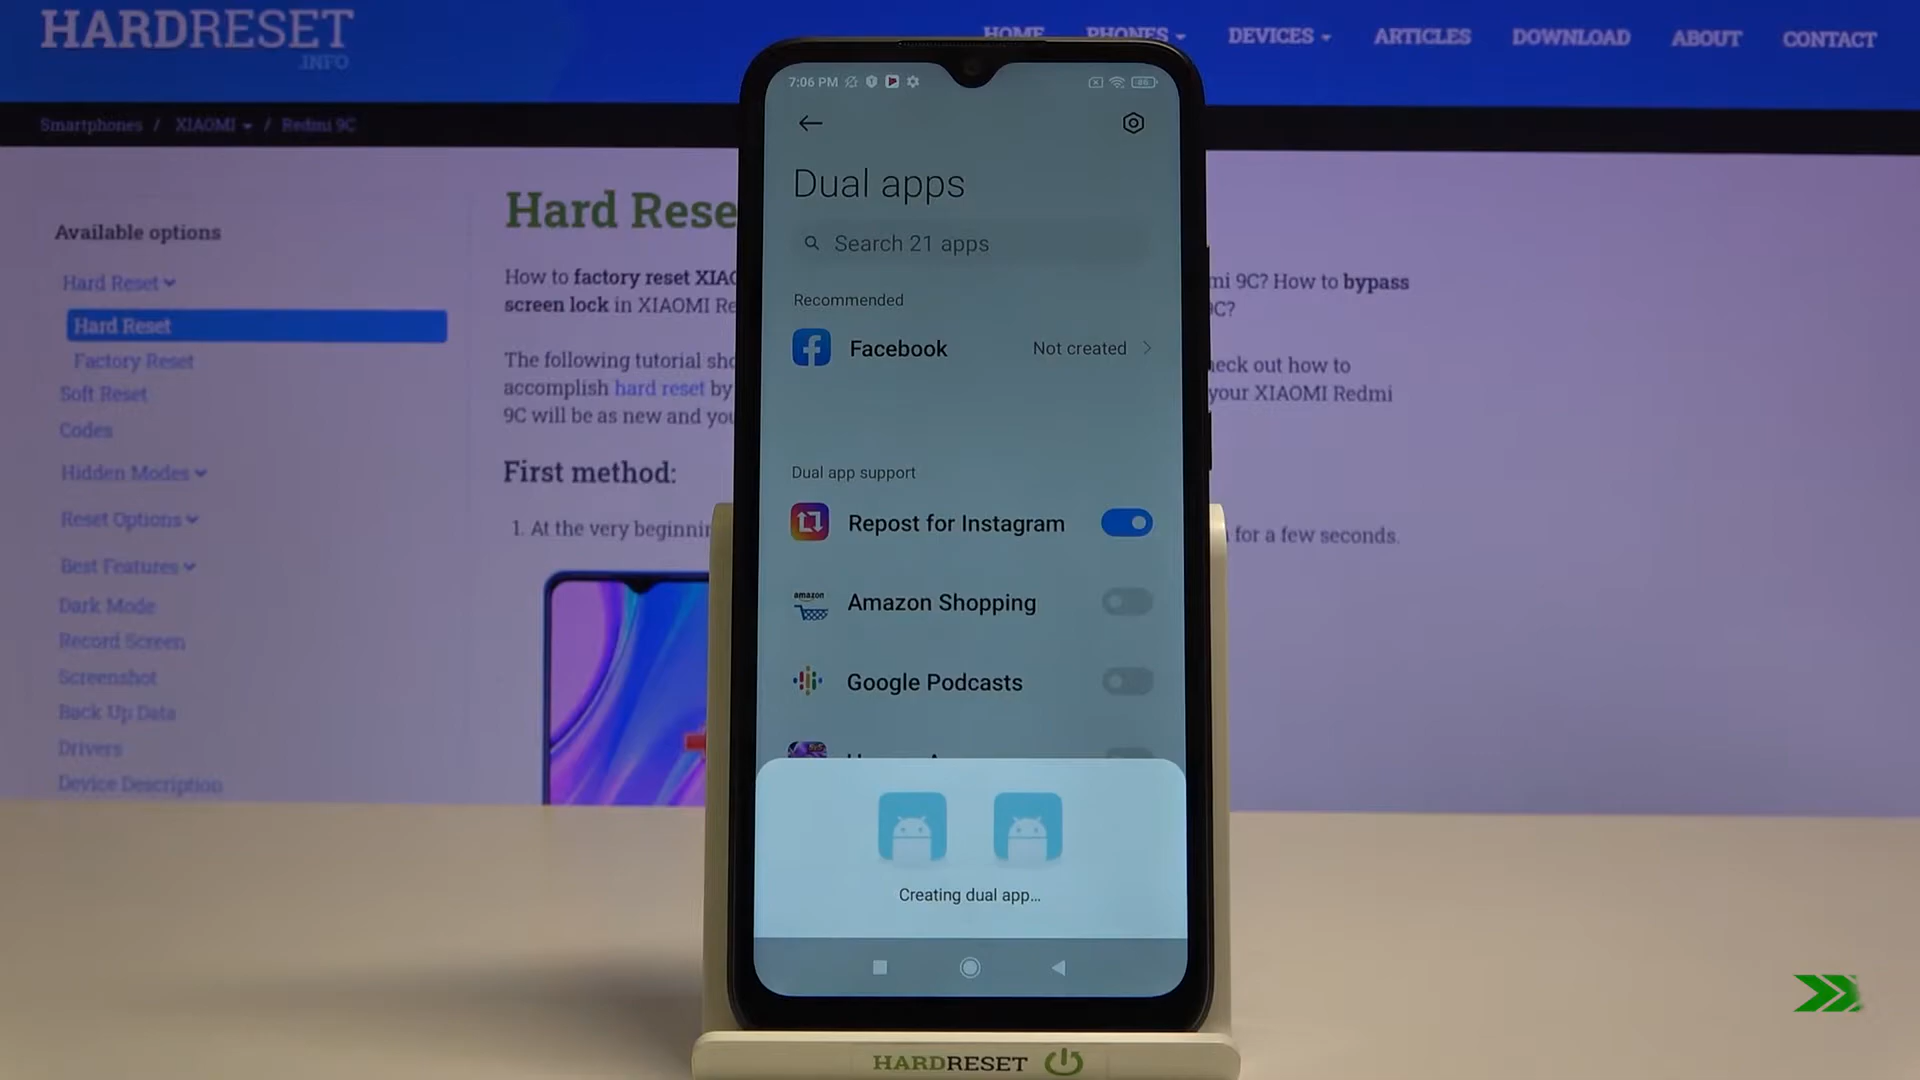 HARDRESET
.INFO
HOME PHONES DEVICES ARTICLES DOWNLOAD ABOUT CONTACT
Smartphones / XIAOMI / Redmi 9C
Available options
Hard Reset
Hard Reset
Factory Reset
Soft Reset
Codes
Hidden Modes
Reset Options
Best Features
Dark Mode
Record Screen
Screenshot
Back Up Data
Drivers
Device Description
Hard Rese
How to factory reset XIAO
mi 9C? How to bypass
screen lock in XIAOMI Re
9C?
The following tutorial sho
eck out how to
accomplish hard reset by
your XIAOMI Redmi
9C will be as new and you
First method:
1. At the very beginnin
for a few seconds.
7:06 PM
Dual apps
Search 21 apps
Recommended
Facebook Not created
Dual app support
Repost for Instagram
amazon
Amazon Shopping
Google Podcasts
Creating dual app...
HARDRESET